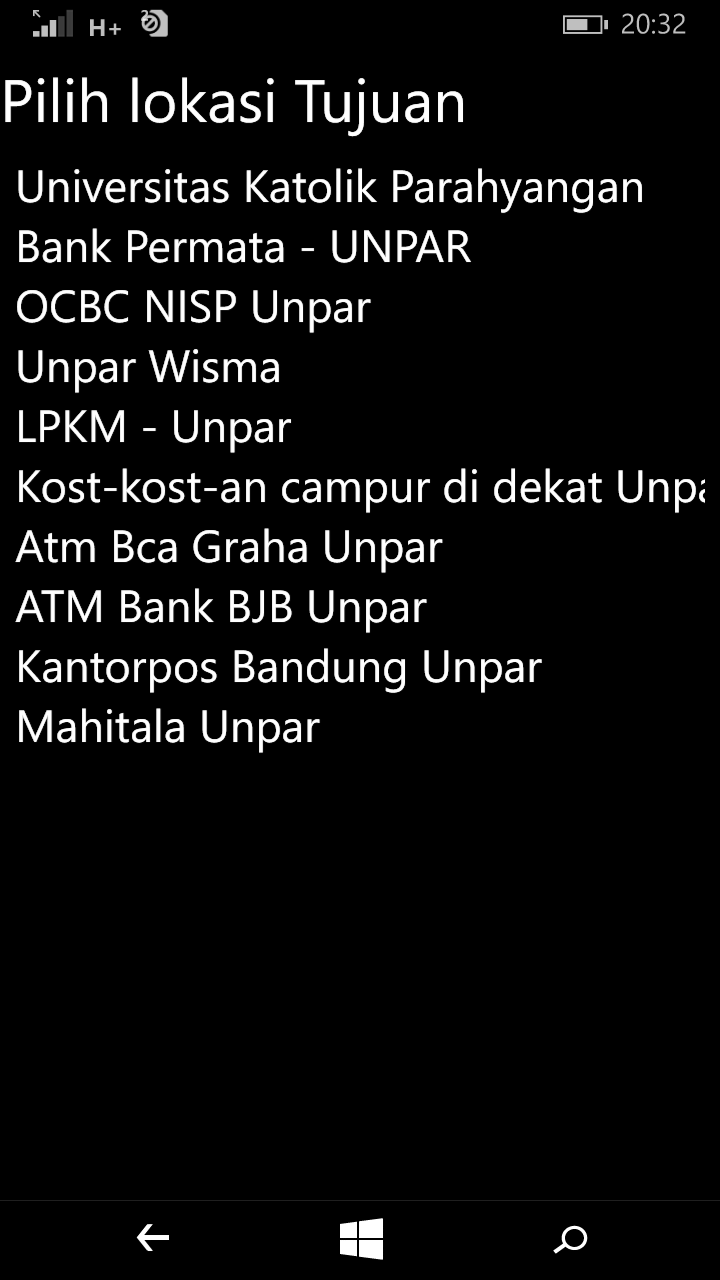 H+ 20:32
Pilih lokasi Tujuan
Universitas Katolik Parahyangan
Bank Permata - UNPAR
OCBC NISP Unpar
Unpar Wisma
LPKM - Unpar
Kost-kost-an campur di dekat Unpa
Atm Bca Graha Unpar
ATM Bank BJB Unpar
Kantorpos Bandung Unpar
Mahitala Unpar